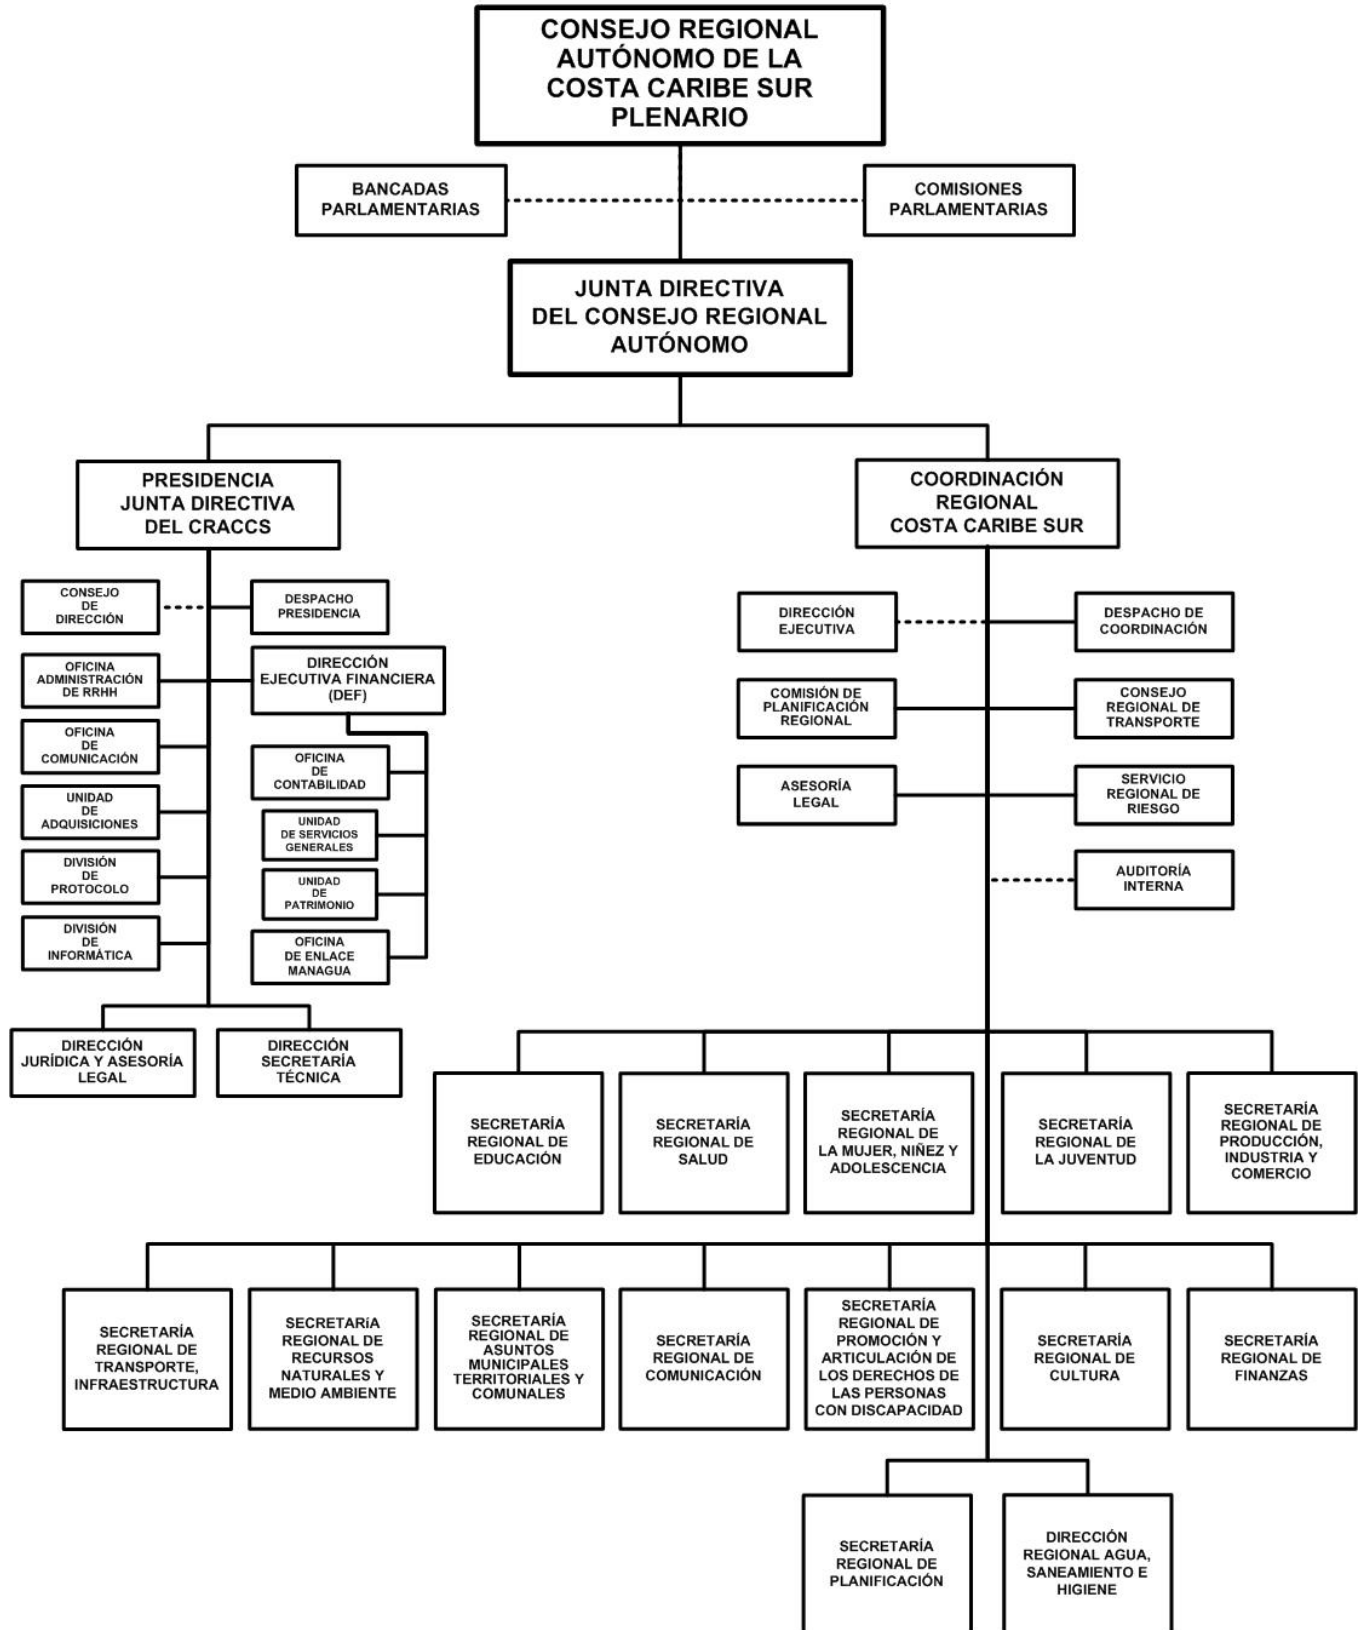 CONSEJO REGIONAL
AUTÓNOMO DE LA
COSTA CARIBE SUR
PLENARIO
BANCADAS
PARLAMENTARIAS
COMISIONES
PARLAMENTARIAS
JUNTA DIRECTIVA
DEL CONSEJO REGIONAL
AUTÓNOMO
PRESIDENCIA
JUNTA DIRECTIVA
DEL CRACCS
COORDINACIÓN
REGIONAL
COSTA CARIBE SUR
CONSEJO
DE
DIRECCIÓN
DESPACHO
PRESIDENCIA
OFICINA
ADMINISTRACIÓN
DE RRHH
DIRECCIÓN
EJECUTIVA FINANCIERA
(DEF)
OFICINA
DE
COMUNICACIÓN
OFICINA
DE
CONTABILIDAD
UNIDAD
DE
ADQUISICIONES
UNIDAD
DE SERVICIOS
GENERALES
DIVISIÓN
DE
PROTOCOLO
UNIDAD
DE
PATRIMONIO
DIVISIÓN
DE
INFORMÁTICA
OFICINA
DE ENLACE
MANAGUA
DIRECCIÓN
JURÍDICA Y ASESORÍA
LEGAL
DIRECCIÓN
SECRETARÍA
TÉCNICA
DIRECCIÓN
EJECUTIVA
DESPACHO DE
COORDINACIÓN
COMISIÓN DE
PLANIFICACIÓN
REGIONAL
CONSEJO
REGIONAL DE
TRANSPORTE
ASESORÍA
LEGAL
SERVICIO
REGIONAL DE
RIESGO
AUDITORÍA
INTERNA
SECRETARÍA
REGIONAL DE
EDUCACIÓN
SECRETARÍA
REGIONAL DE
SALUD
SECRETARÍA
REGIONAL DE
LA MUJER, NIÑEZ Y
ADOLESCENCIA
SECRETARÍA
REGIONAL DE
LA JUVENTUD
SECRETARÍA
REGIONAL DE
PRODUCCIÓN,
INDUSTRIA Y
COMERCIO
SECRETARÍA
REGIONAL DE
TRANSPORTE,
INFRAESTRUCTURA
SECRETARíA
REGIONAL DE
RECURSOS
NATURALES Y
MEDIO AMBIENTE
SECRETARÍA
REGIONAL DE
ASUNTOS
MUNICIPALES
TERRITORIALES Y
COMUNALES
SECRETARÍA
REGIONAL DE
COMUNICACIÓN
SECRETARÍA
REGIONAL DE
PROMOCIÓN Y
ARTICULACIÓN DE
LOS DERECHOS DE
LAS PERSONAS
CON DISCAPACIDAD
SECRETARÍA
REGIONAL DE
CULTURA
SECRETARÍA
REGIONAL DE
FINANZAS
SECRETARÍA
REGIONAL DE
PLANIFICACIÓN
DIRECCIÓN
REGIONAL AGUA,
SANEAMIENTO E
HIGIENE